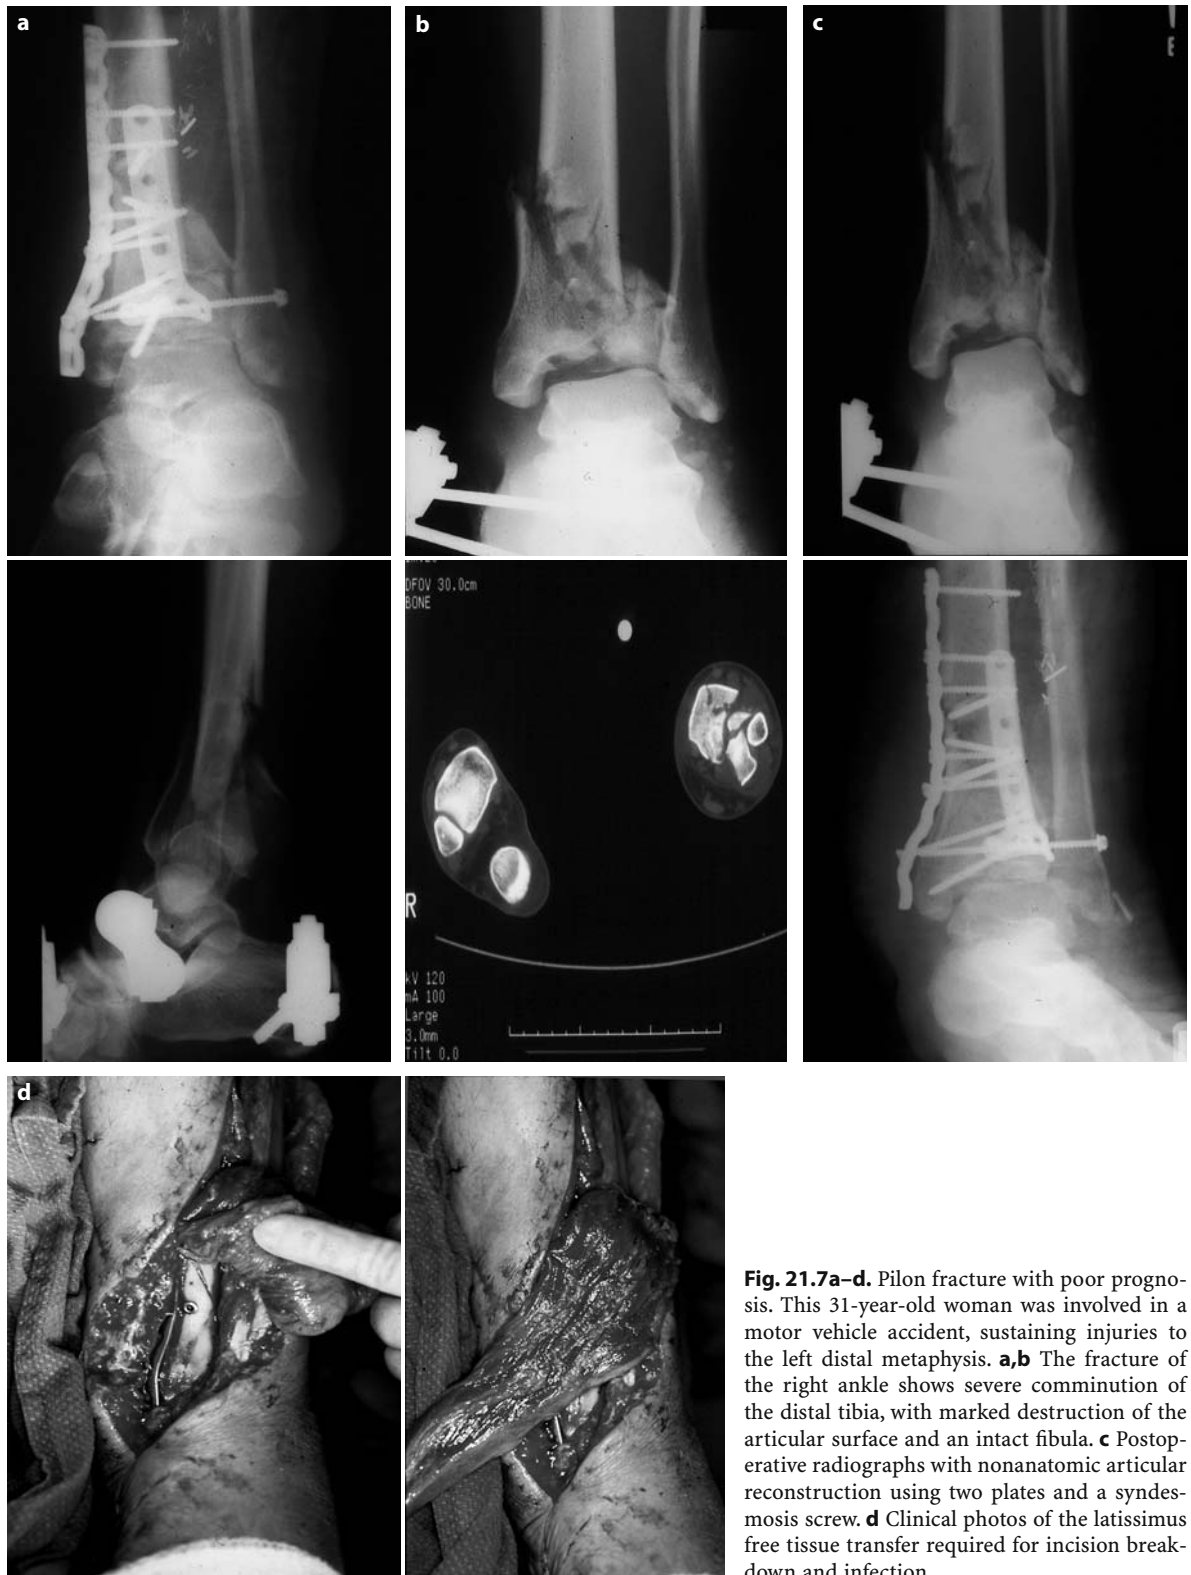 a
b
c
E
DFOV 30.0cm
BONE
R
kV 120
mA 100
Large
3.0mm
Tilt 0.0
d
Fig. 21.7a–d. Pilon fracture with poor progno-
sis. This 31-year-old woman was involved in a
motor vehicle accident, sustaining injuries to
the left distal metaphysis. a,b The fracture of
the right ankle shows severe comminution of
the distal tibia, with marked destruction of the
articular surface and an intact fibula. c Postop-
erative radiographs with nonanatomic articular
reconstruction using two plates and a syndes-
mosis screw. d Clinical photos of the latissimus
free tissue transfer required for incision break-
down and infection